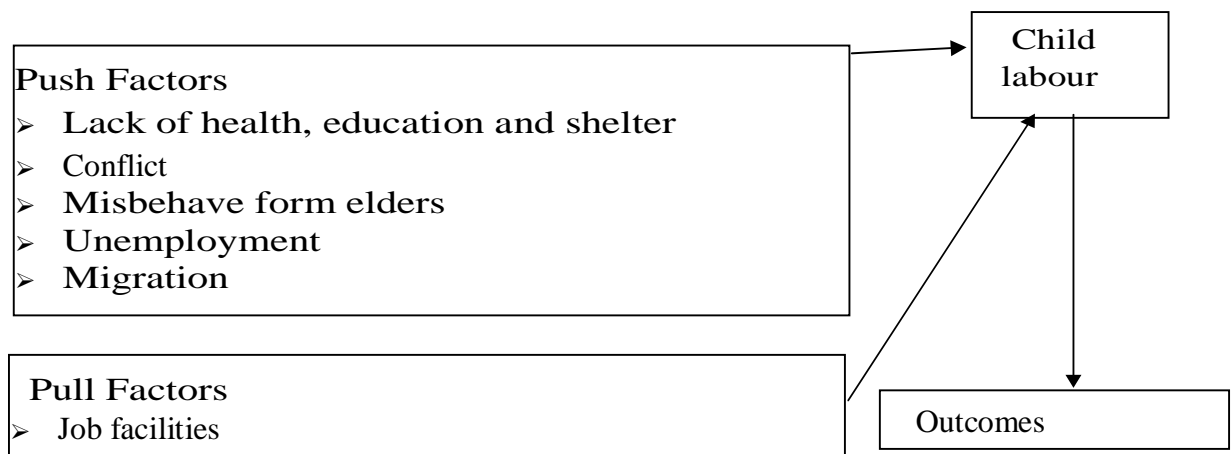 Push Factors
➢ Lack of health, education and shelter
➢ Conflict
➢ Misbehave form elders
➢ Unemployment
➢ Migration
Pull Factors
➢ Job facilities
Child
labour
Outcomes